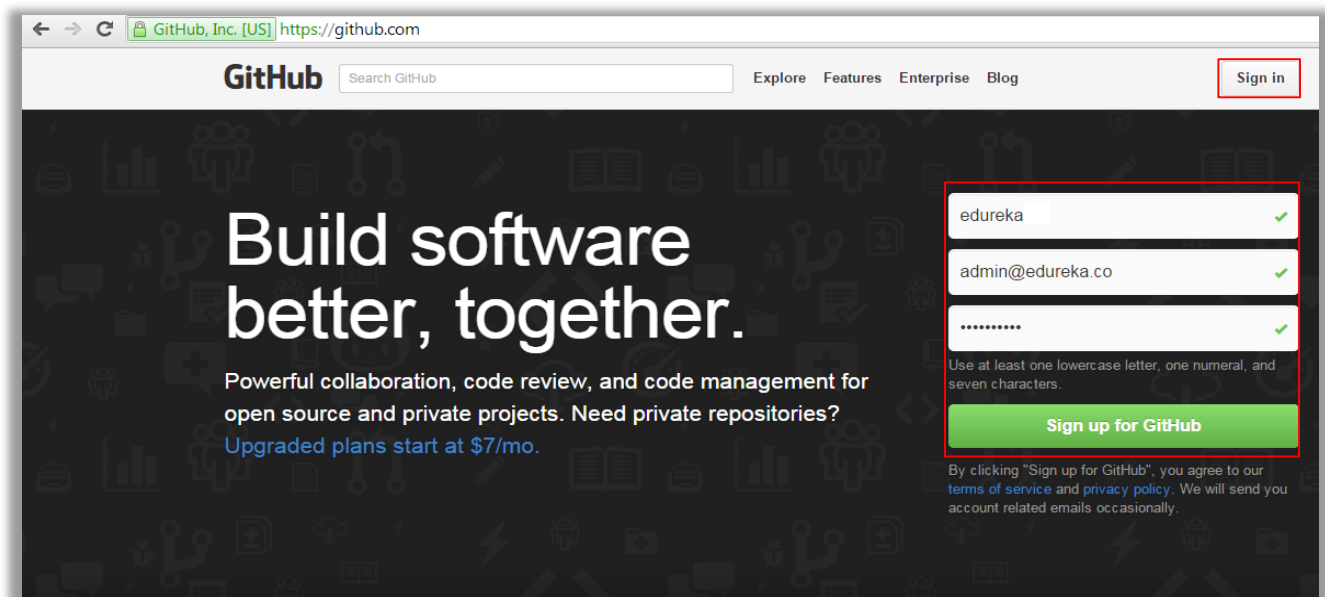 GitHub, Inc. [US] https://github.com
GitHub Search GitHub Explore Features Enterprise Blog Sign in
Build software
better, together.
Powerful collaboration, code review, and code management for
open source and private projects. Need private repositories?
Upgraded plans start at $7/mo.
edureka
admin@edureka.co
••••••••••
Use at least one lowercase letter, one numeral, and
seven characters.
Sign up for GitHub
By clicking "Sign up for GitHub", you agree to our
terms of service and privacy policy. We will send you
account related emails occasionally.